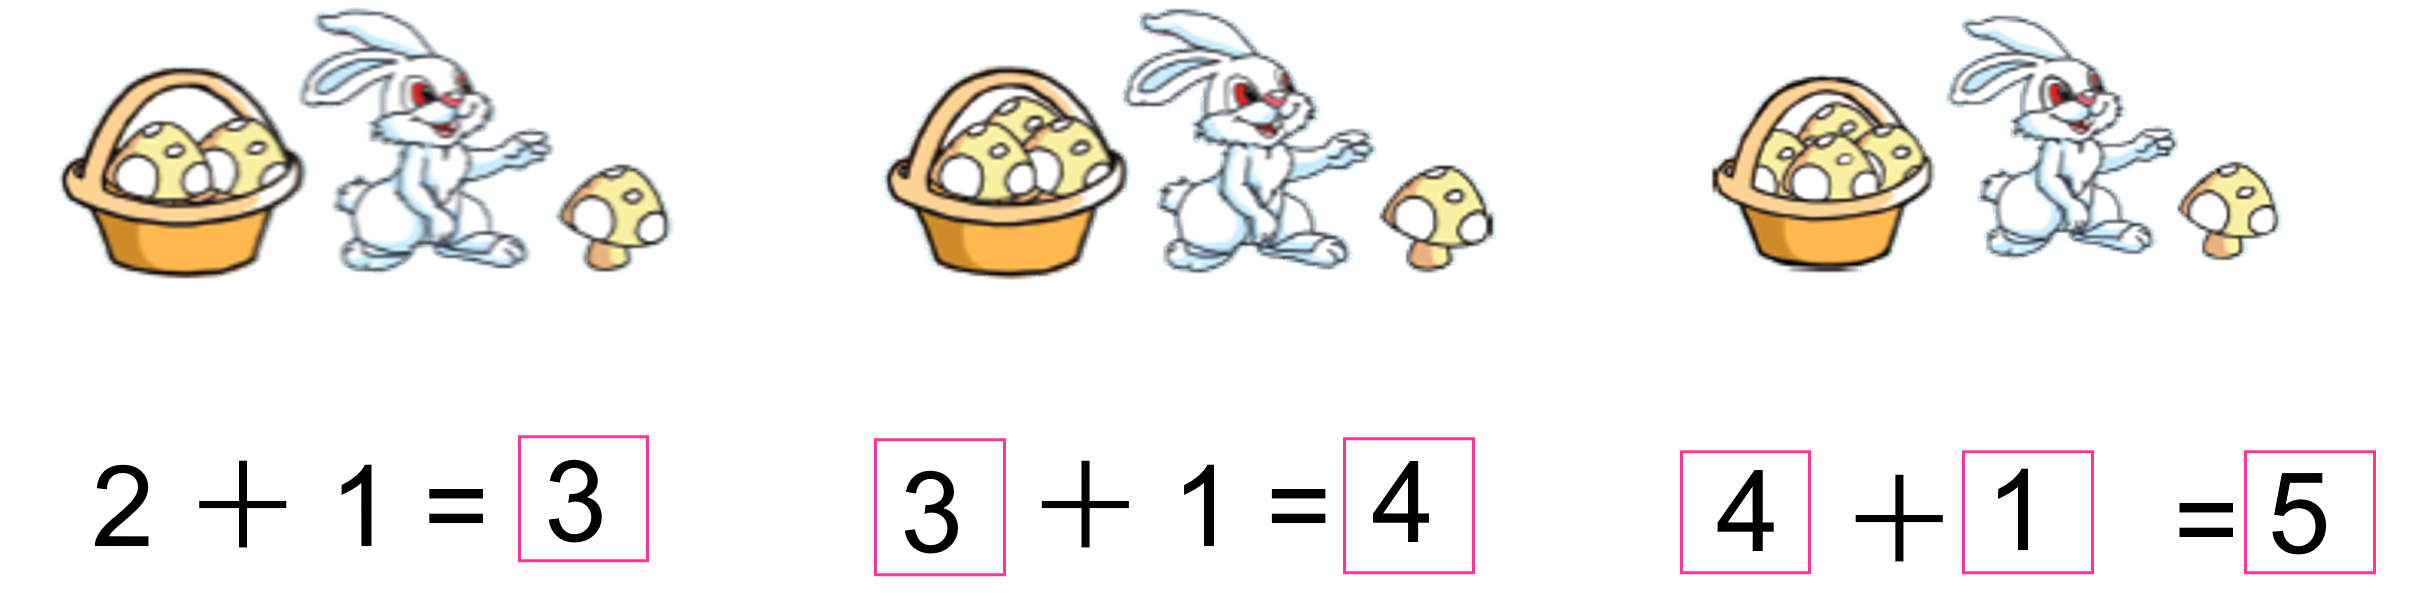 2 + 1 = 3
3 + 1 = 4
4 + 1 = 5